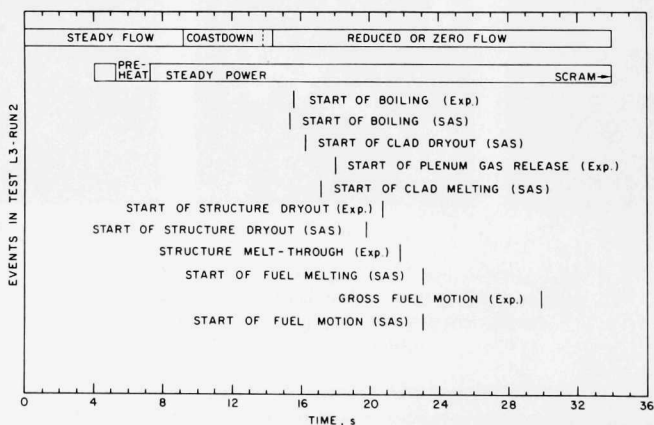 STEADY FLOW COASTDOWN REDUCED OR ZERO FLOW
PRE-
HEAT STEADY POWER SCRAM→
START OF BOILING (Exp.)
START OF BOILING (SAS)
START OF CLAD DRYOUT (SAS)
START OF PLENUM GAS RELEASE (Exp.)
START OF CLAD MELTING (SAS)
START OF STRUCTURE DRYOUT (Exp.)
START OF STRUCTURE DRYOUT (SAS)
STRUCTURE MELT-THROUGH (Exp.)
START OF FUEL MELTING (SAS)
GROSS FUEL MOTION (Exp.)
START OF FUEL MOTION (SAS)
EVENTS IN TEST L3-RUN2
0 4 8 12 16 20 24 28 32 36
TIME, s